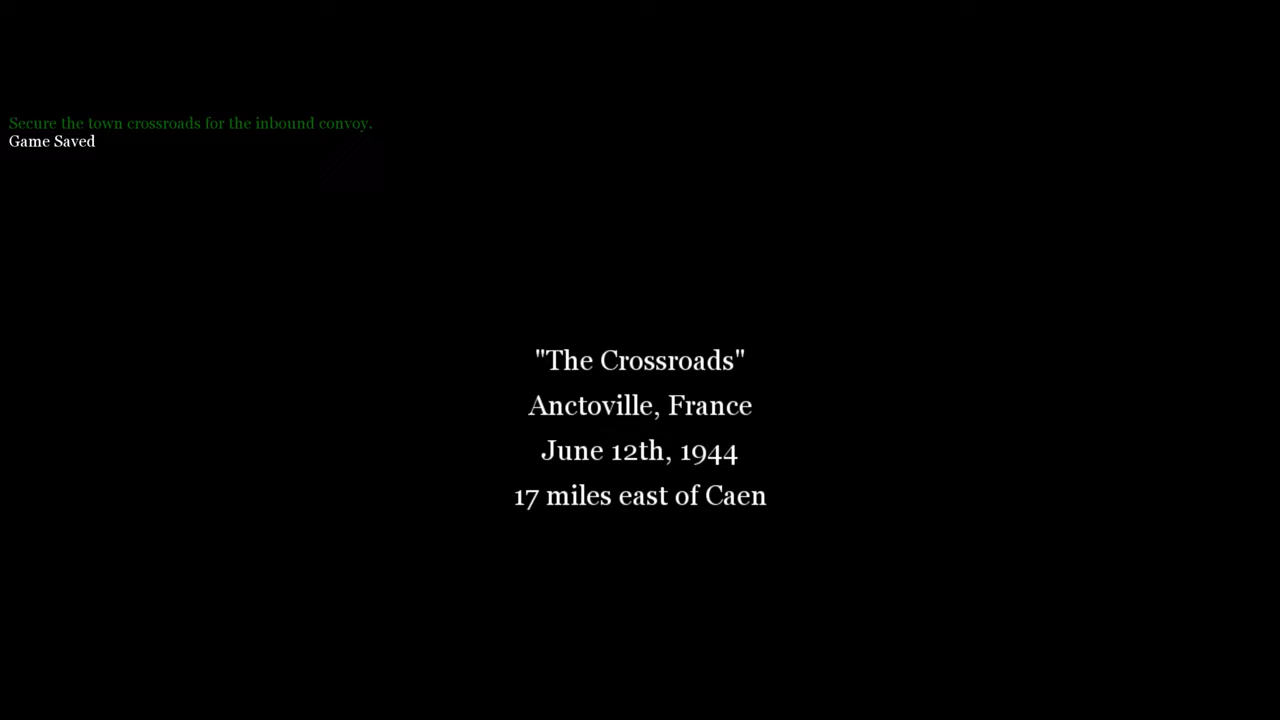 Secure the town crossroads for the inbound convoy.
Game Saved
"The Crossroads"
Anctoville, France
June 12th, 1944
17 miles east of Caen